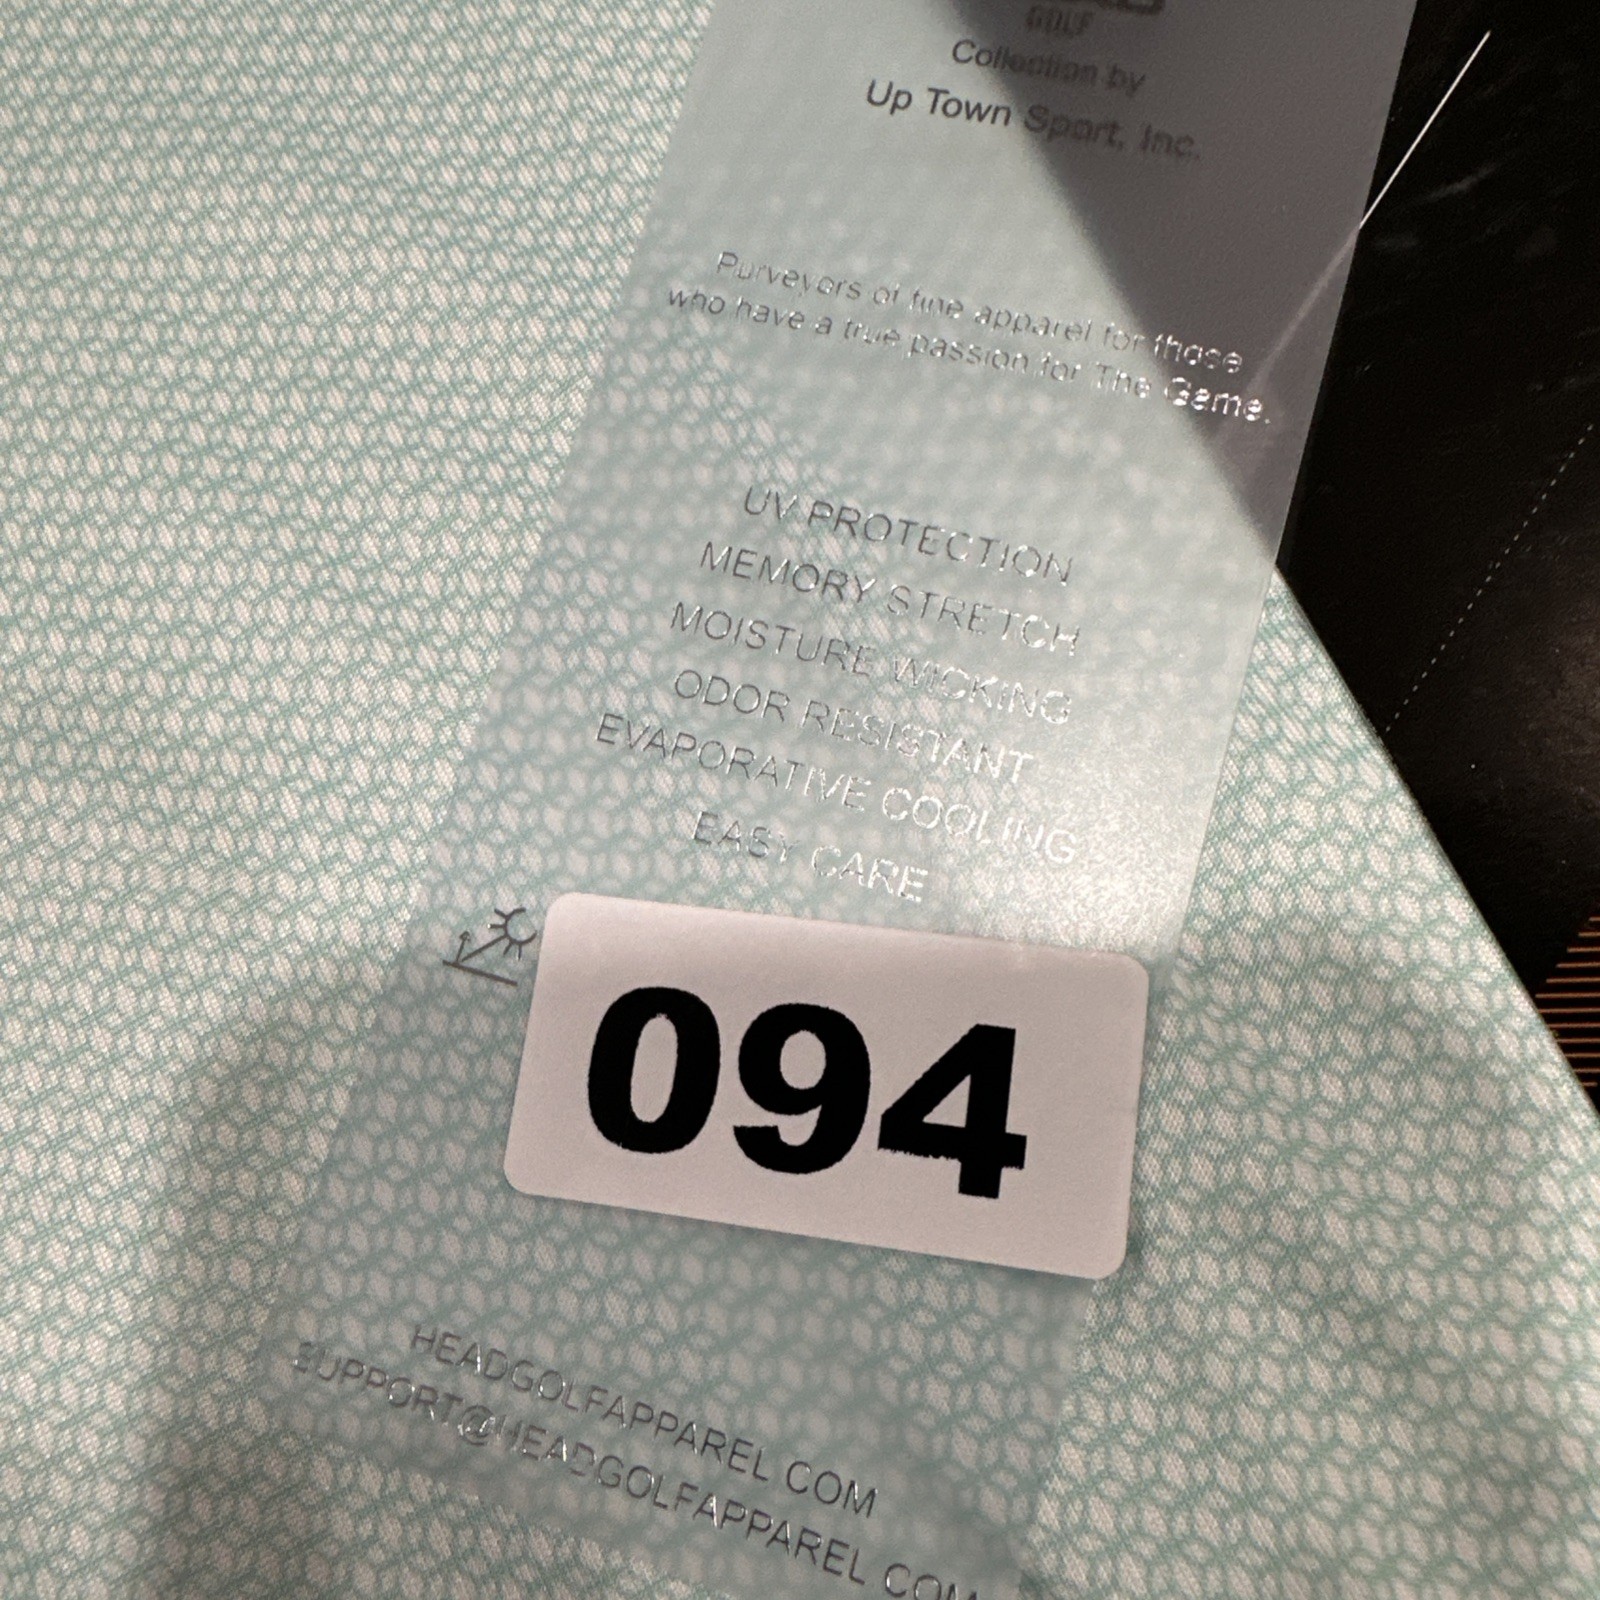 GOLF
Collection by
Up Town Sport, Inc.
Purveyors of fine apparel for those
who have a true passion for The Game.
UV PROTECTION
MEMORY STRETCH
MOISTURE WICKING
ODOR RESISTANT
EVAPORATIVE COOLING
EASY CARE
094
HEADGOLFAPPAREL.COM
SUPPORT@HEADGOLFAPPAREL.COM